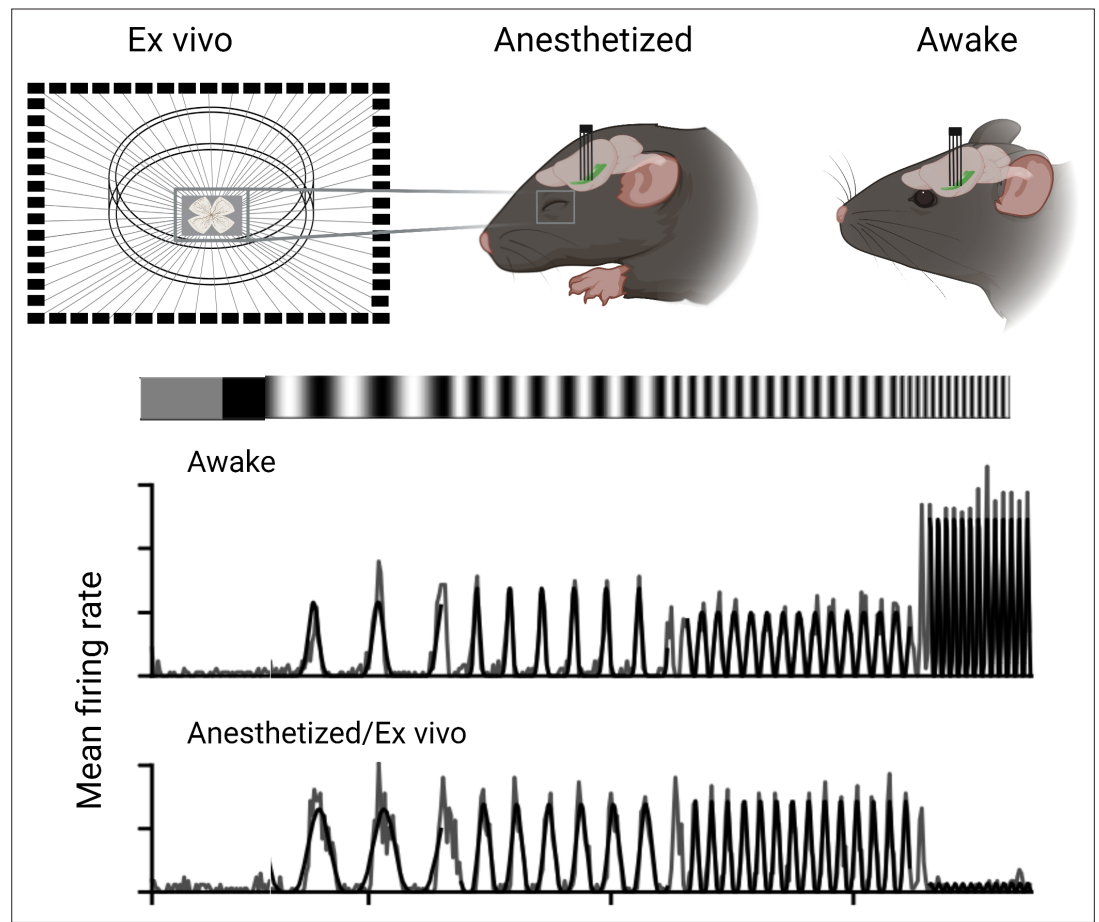 Ex vivo
Anesthetized
Awake
Awake
Mean firing rate
Anesthetized/Ex vivo